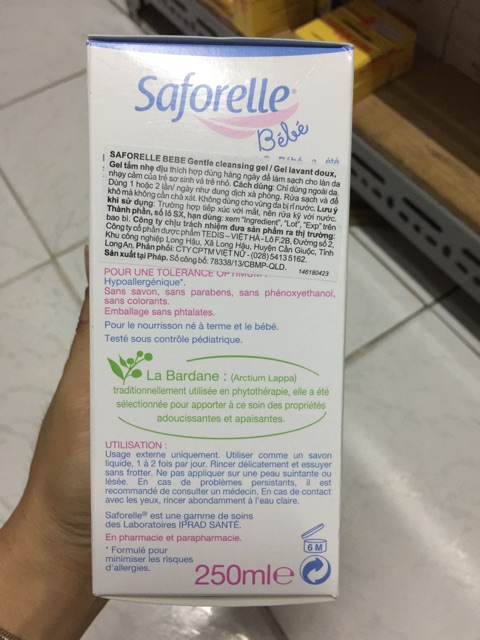 Saforelle®
Bébé
SAFORELLE BEBE Gentle cleansing gel / Gel lavant doux,
Gel tắm nhẹ dịu thích hợp dùng hàng ngày để làm sạch cho làn da
nhạy cảm của trẻ sơ sinh và trẻ nhỏ. Cách dùng: Chỉ dùng ngoài da.
Dùng 1 hoặc 2 lần/ ngày như dung dịch xà phòng. Rửa sạch và để
khô mà không cần chà xát. Không dùng cho vùng da bị rỉ nước. Lưu ý
khi sử dụng: Trường hợp tiếp xúc với mắt, nên rửa kỹ với nước.
Thành phần, số lô SX, hạn dùng: xem "Ingredient", "Lot", "Exp" trên
bao bì. Công ty chịu trách nhiệm đưa sản phẩm ra thị trường:
Công ty cổ phần dược phẩm TEDIS – VIỆT HÀ - Lô F.2B, Đường số 2,
Khu công nghiệp Long Hậu, Xã Long Hậu, Huyện Cần Giuộc, Tỉnh
LongAn. Phân phối: CTY CPTM VIỆT NỮ - (028) 5413 5162.
Sản xuất tại Pháp. Số công bố: 78338/13/CBMP-QLD.
146180423
POUR UNE TOLÉRANCE OPTIMUM
Hypoallergénique*.
Sans savon, sans parabens, sans phénoxyethanol,
sans colorants.
Emballage sans phtalates.
Pour le nourrisson né à terme et le bébé.
Testé sous contrôle pédiatrique.
La Bardane : (Arctium Lappa)
traditionnellement utilisée en phytothérapie, elle a été
sélectionnée pour apporter à ce soin des propriétés
adoucissantes et apaisantes.
UTILISATION :
Usage externe uniquement. Utiliser comme un savon
liquide, 1 à 2 fois par jour. Rincer délicatement et essuyer
sans frotter. Ne pas appliquer sur une peau suintante ou
lésée. En cas de problèmes persistants, il est
recommandé de consulter un médecin. En cas de contact
avec les yeux, rincer abondamment à l'eau claire.
Saforelle® est une gamme de soins
des Laboratoires IPRAD SANTÉ.
En pharmacie et parapharmacie.
* Formulé pour
minimiser les risques
d'allergies.
6 M
250ml℮